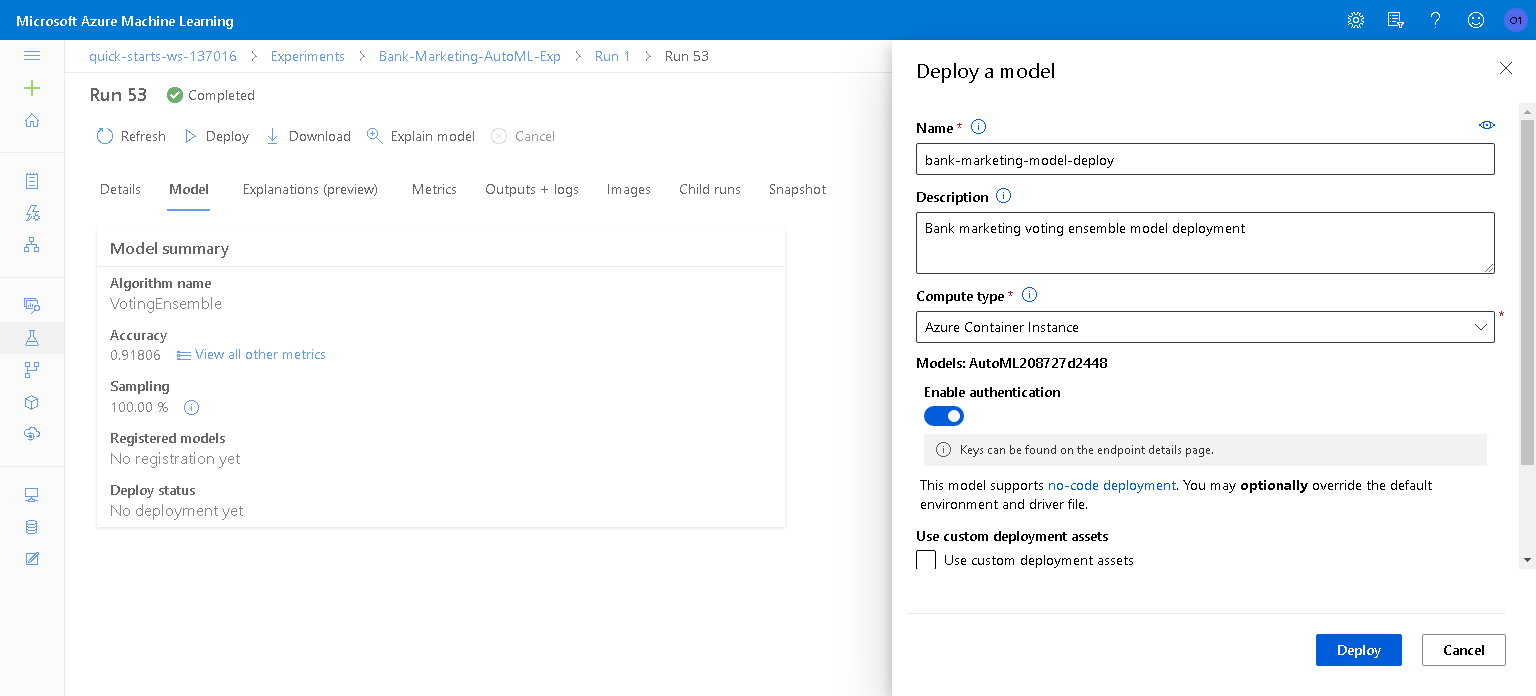 Microsoft Azure Machine Learning
O1
quick-starts-ws-137016 > Experiments > Bank-Marketing-AutoML-Exp > Run 1 > Run 53
Run 53 Completed
Refresh Deploy Download Explain model Cancel
Details Model Explanations (preview) Metrics Outputs + logs Images Child runs Snapshot
Model summary
Algorithm name
VotingEnsemble
Accuracy
0.91806 View all other metrics
Sampling
100.00 %
Registered models
No registration yet
Deploy status
No deployment yet
Deploy a model
Name *
bank-marketing-model-deploy
Description
Bank marketing voting ensemble model deployment
Compute type *
Azure Container Instance *
Models: AutoML208727d2448
Enable authentication
Keys can be found on the endpoint details page.
This model supports no-code deployment. You may optionally override the default
environment and driver file.
Use custom deployment assets
Use custom deployment assets
Deploy Cancel